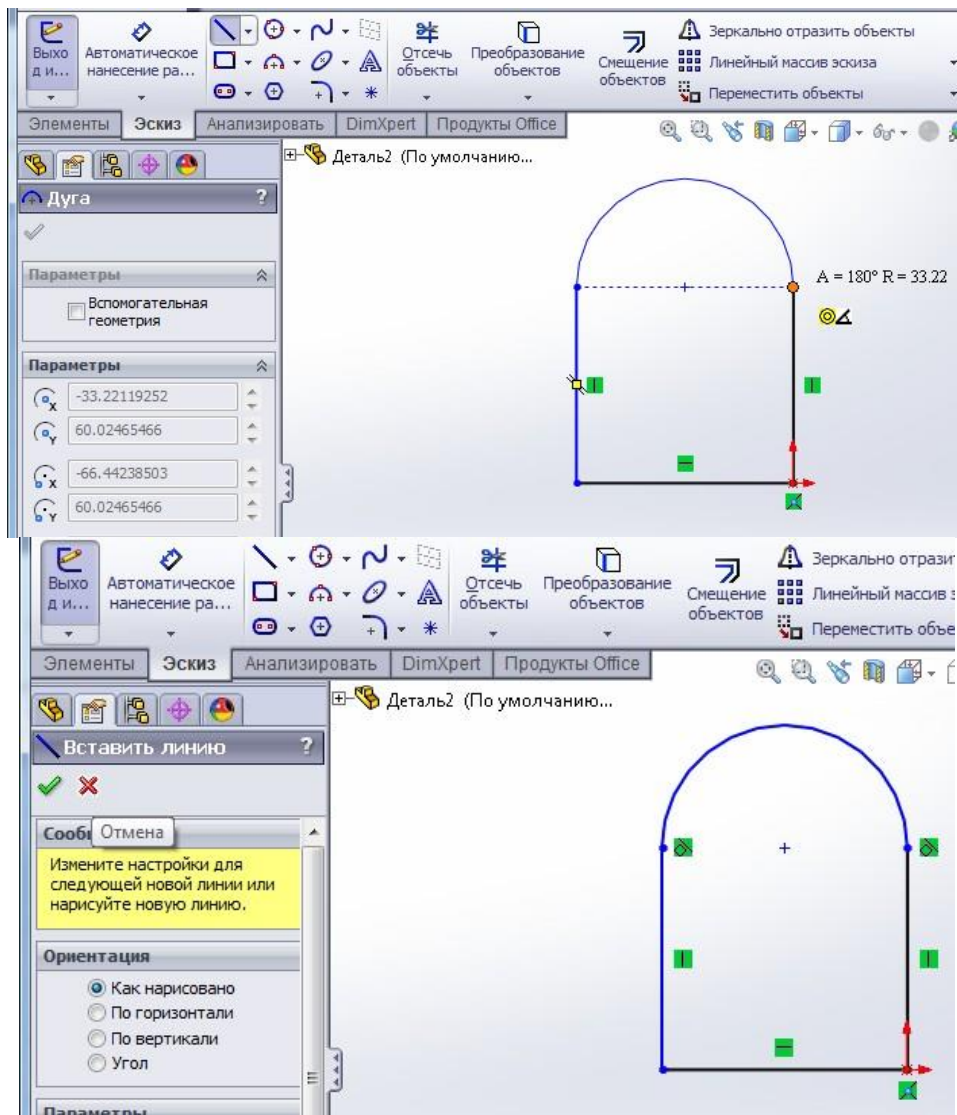 Выхо
д и...
Автоматическое
нанесение ра...
Отсечь
объекты
Преобразование
объектов
Смещение
объектов
Зеркально отразить объекты
Линейный массив эскиза
Переместить объекты
Элементы
Эскиз
Анализировать
DimXpert
Продукты Office
Деталь2 (По умолчанию...
Дуга
?
Параметры
Вспомогательная
геометрия
Параметры
X
-33.22119252
Y
60.02465466
X
-66.44238503
Y
60.02465466
A = 180° R = 33.22
Выхо
д и...
Автоматическое
нанесение ра...
Отсечь
объекты
Преобразование
объектов
Смещение
объектов
Зеркально отрази
Линейный массив э
Переместить объе
Элементы
Эскиз
Анализировать
DimXpert
Продукты Office
Деталь2 (По умолчанию...
Вставить линию
?
Сооб
Отмена
Измените настройки для
следующей новой линии или
нарисуйте новую линию.
Ориентация
Как нарисовано
По горизонтали
По вертикали
Угол
Параметры